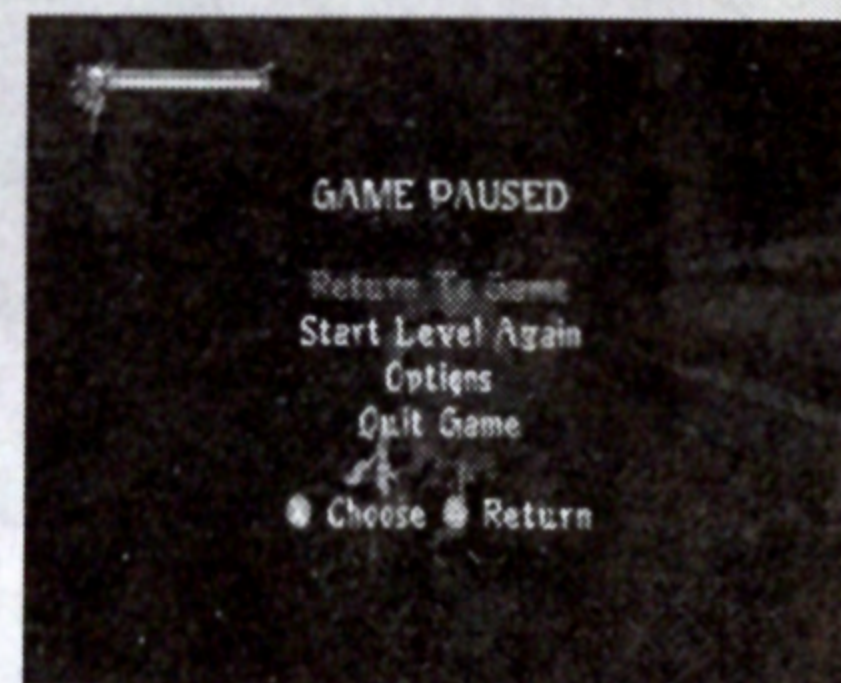 GAME PAUSED
Return To Game
Start Level Again
Options
Quit Game
Choose Return